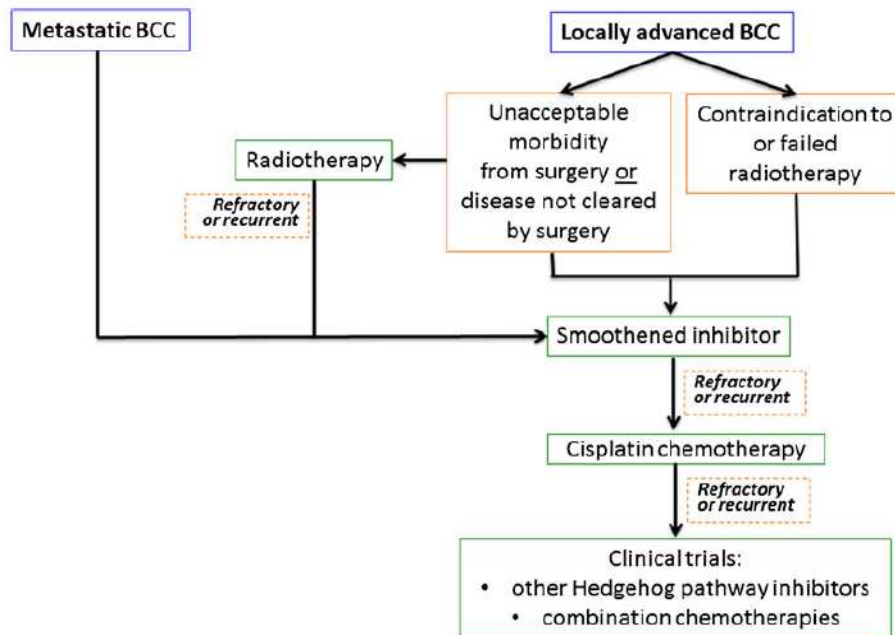 Metastatic BCC
Locally advanced BCC
Unacceptable
morbidity
from surgery or
disease not cleared
by surgery
Contraindication to
or failed
radiotherapy
Radiotherapy
Refractory
or recurrent
Smoothened inhibitor
Refractory
or recurrent
Cisplatin chemotherapy
Refractory
or recurrent
Clinical trials:
• other Hedgehog pathway inhibitors
• combination chemotherapies